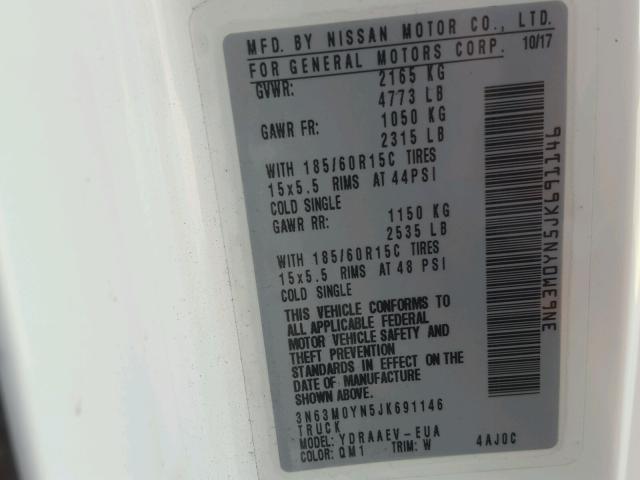 MFD. BY NISSAN MOTOR CO., LTD.
FOR GENERAL MOTORS CORP. 10/17
GVWR: 2165 KG
4773 LB
GAWR FR: 1050 KG
2315 LB
WITH 185/60R15C TIRES
15x5.5 RIMS AT 44PSI
COLD SINGLE
GAWR RR: 1150 KG
2535 LB
WITH 185/60R15C TIRES
15x5.5 RIMS AT 48 PSI
COLD SINGLE
THIS VEHICLE CONFORMS TO
ALL APPLICABLE FEDERAL
MOTOR VEHICLE SAFETY AND
THEFT PREVENTION
STANDARDS IN EFFECT ON THE
DATE OF MANUFACTURE
SHOWN ABOVE.
3N63M0YN5JK691146
TRUCK
MODEL: YDRAAEV-EUA
COLOR: QM1 TRIM: W 4AJ0C
3N63M0YN5JK691146